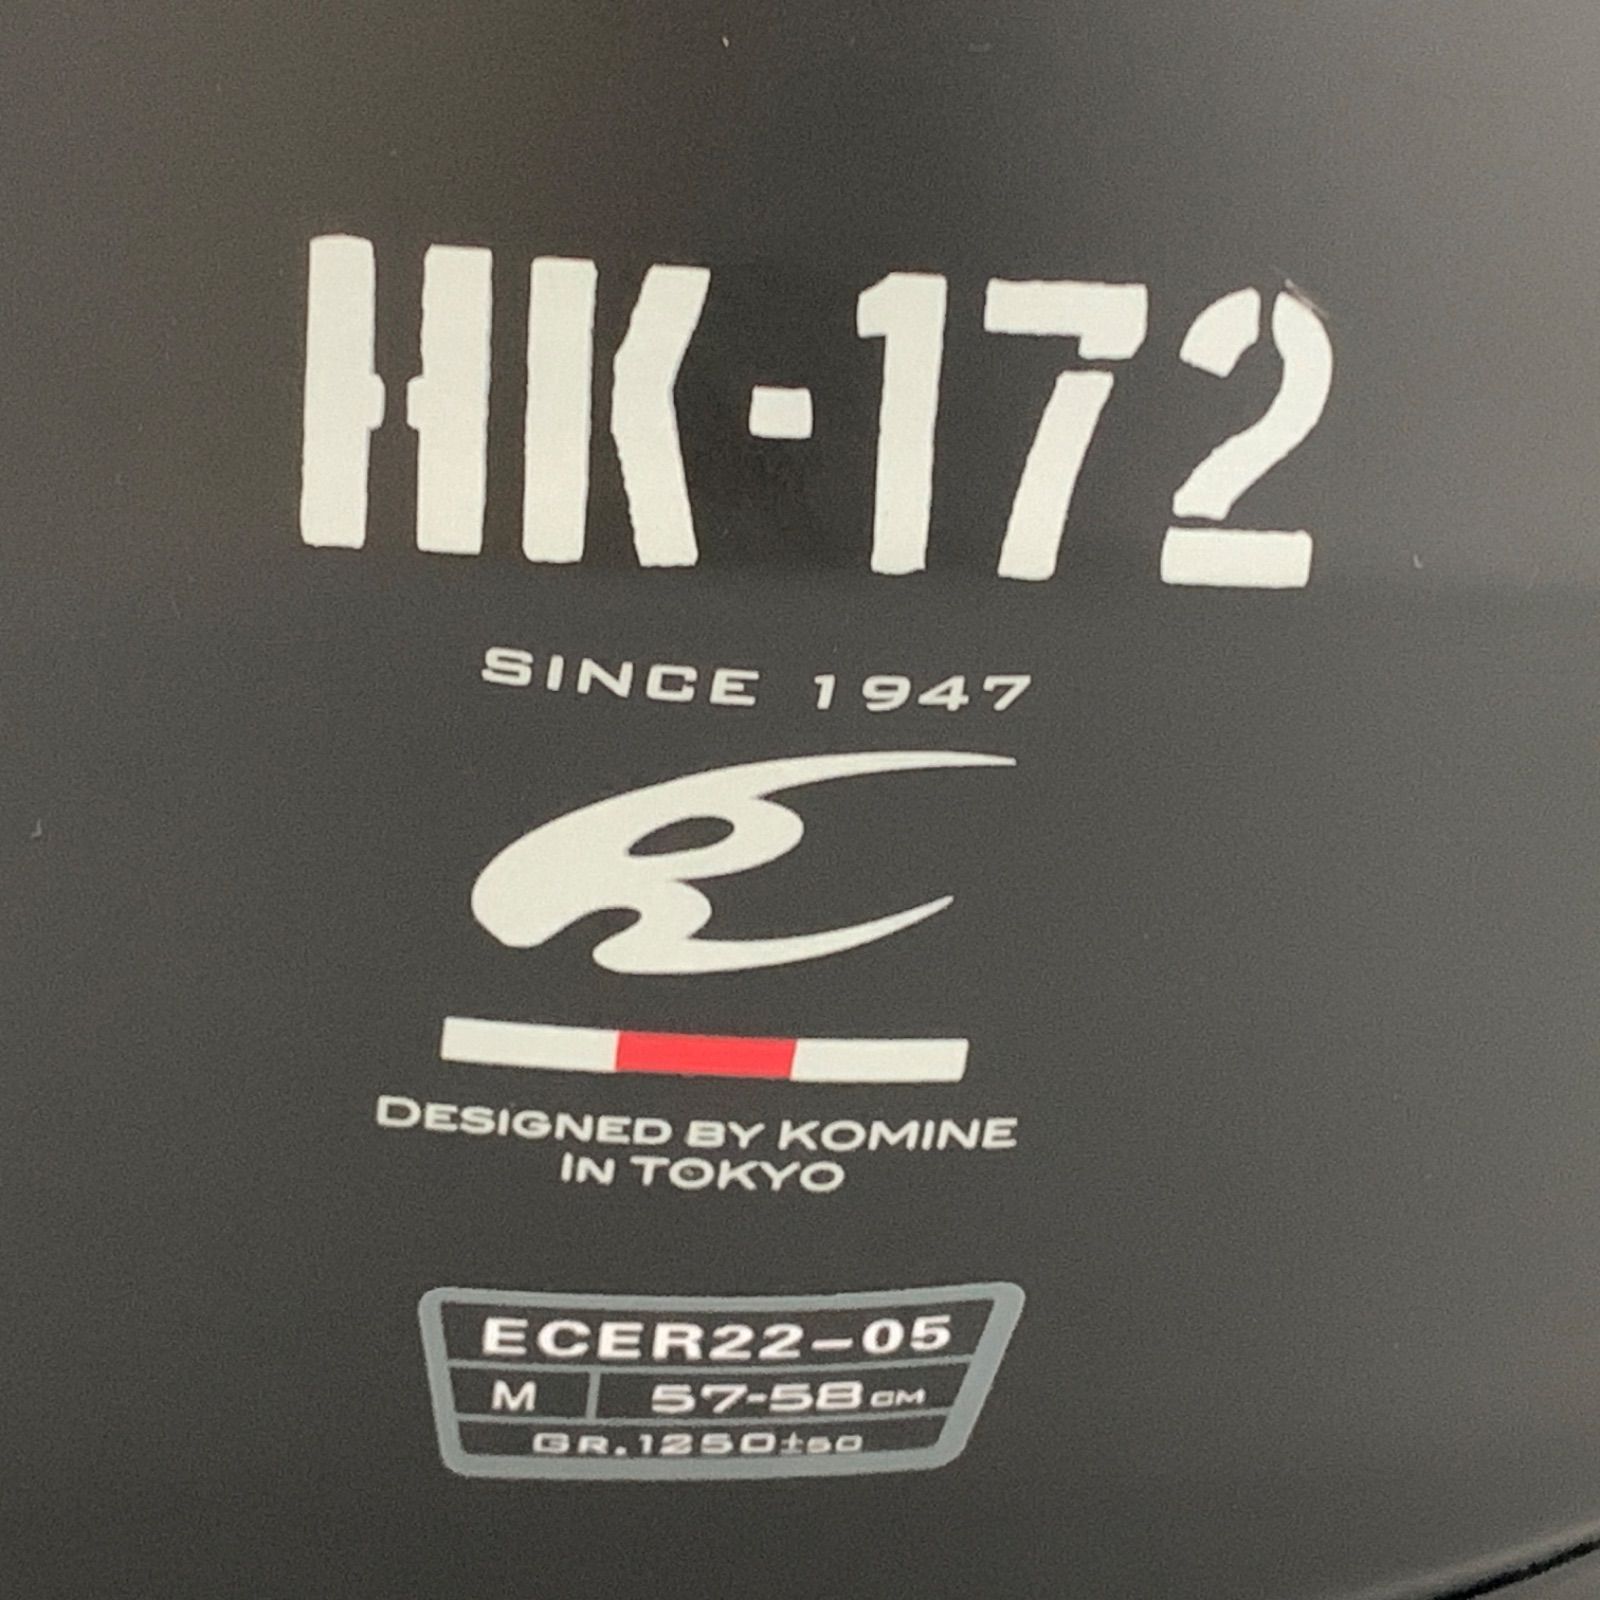 HK-172
SINCE 1947
DESIGNED BY KOMINE
IN TOKYO
ECER22-05
M 57-58CM
GR.1250±50